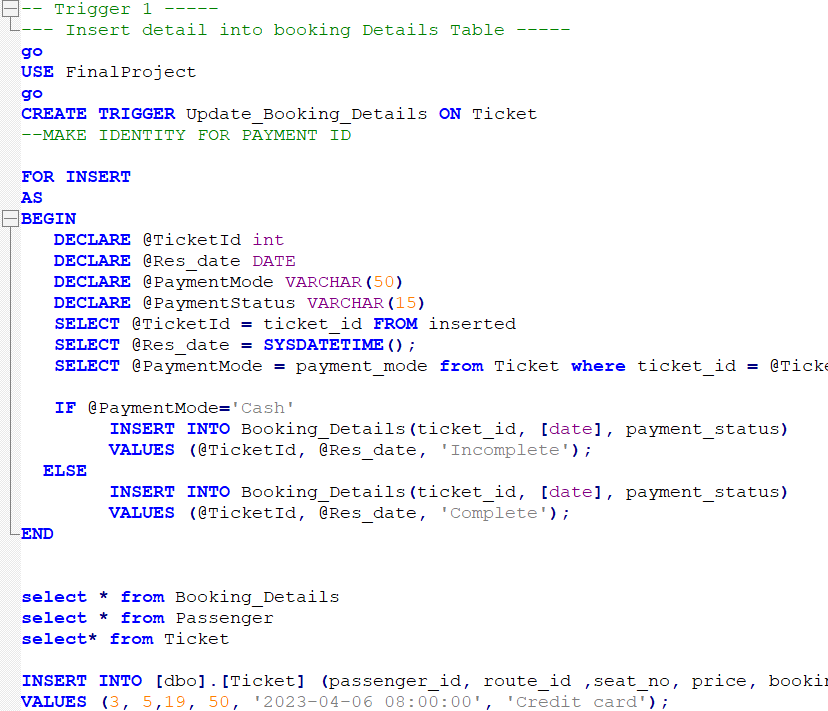 -- Trigger 1 -----
--- Insert detail into booking Details Table -----
go
USE FinalProject
go
CREATE TRIGGER Update_Booking_Details ON Ticket
--MAKE IDENTITY FOR PAYMENT ID
FOR INSERT
AS
BEGIN
DECLARE @TicketId int
DECLARE @Res_date DATE
DECLARE @PaymentMode VARCHAR(50)
DECLARE @PaymentStatus VARCHAR(15)
SELECT @TicketId = ticket_id FROM inserted
SELECT @Res_date = SYSDATETIME();
SELECT @PaymentMode = payment_mode from Ticket where ticket_id =
IF @PaymentMode='Cash'
INSERT INTO Booking_Details(ticket_id, [date], payment_status)
VALUES (@TicketId, @Res_date, 'Incomplete');
ELSE
INSERT INTO Booking_Details(ticket_id, [date], payment_status)
VALUES (@TicketId, @Res_date, 'Complete');
END
select * from Booking_Details
select * from Passenger
select* from Ticket
INSERT INTO [dbo].[Ticket] (passenger_id, route_id ,seat_no, price,
VALUES (3, 5,19, 50, '2023-04-06 08:00:00', 'Credit card');